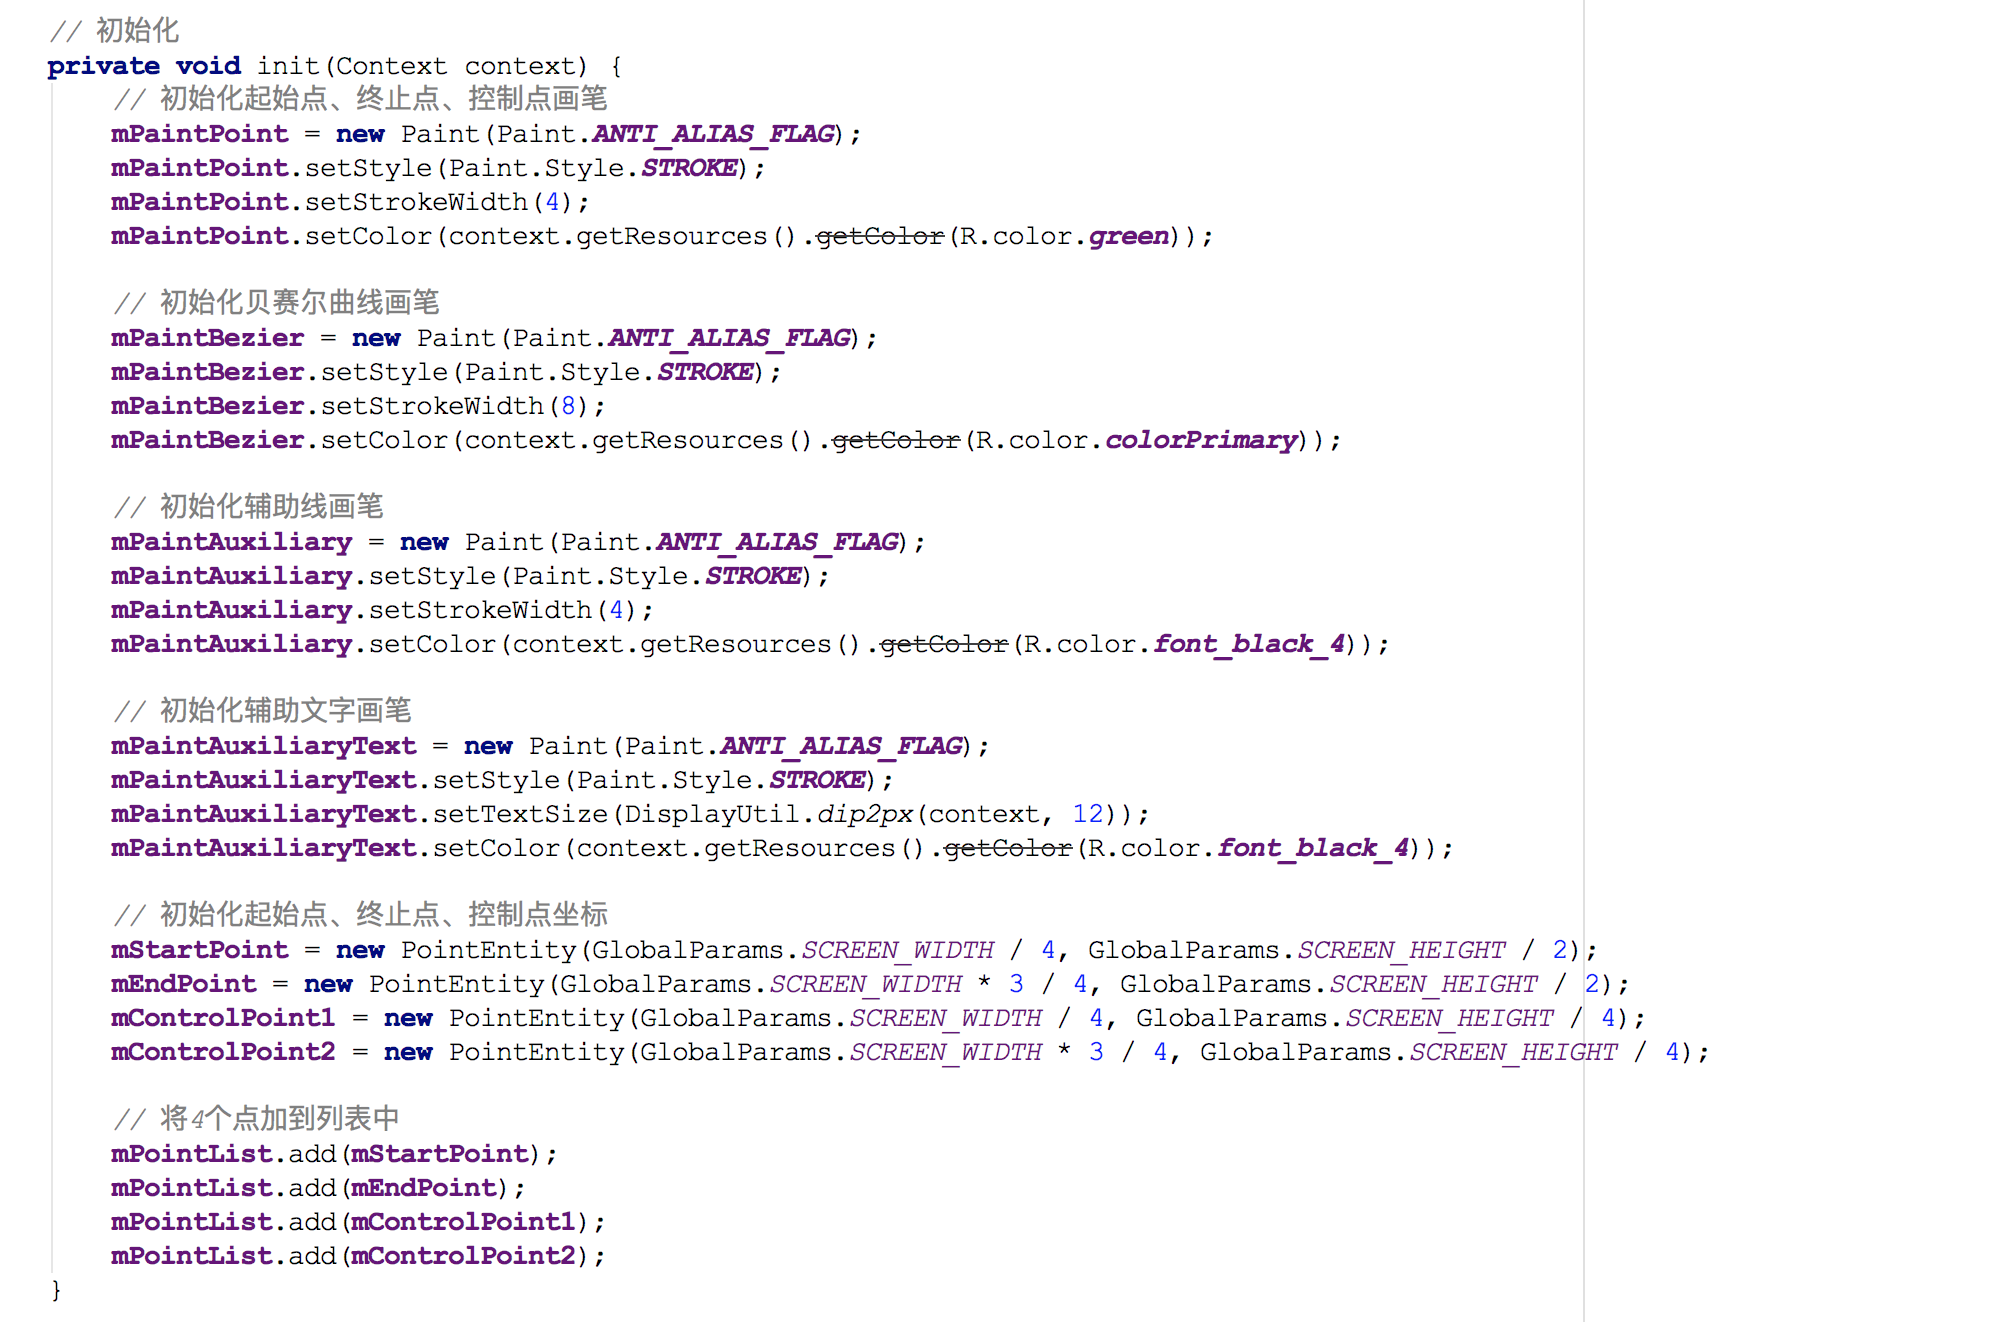 // 初始化
private void init(Context context) {
    // 初始化起始点、终止点、控制点画笔
    mPaintPoint = new Paint(Paint.ANTI_ALIAS_FLAG);
    mPaintPoint.setStyle(Paint.Style.STROKE);
    mPaintPoint.setStrokeWidth(4);
    mPaintPoint.setColor(context.getResources().getColor(R.color.green));

    // 初始化贝赛尔曲线画笔
    mPaintBezier = new Paint(Paint.ANTI_ALIAS_FLAG);
    mPaintBezier.setStyle(Paint.Style.STROKE);
    mPaintBezier.setStrokeWidth(8);
    mPaintBezier.setColor(context.getResources().getColor(R.color.colorPrimary));

    // 初始化辅助线画笔
    mPaintAuxiliary = new Paint(Paint.ANTI_ALIAS_FLAG);
    mPaintAuxiliary.setStyle(Paint.Style.STROKE);
    mPaintAuxiliary.setStrokeWidth(4);
    mPaintAuxiliary.setColor(context.getResources().getColor(R.color.font_black_4));

    // 初始化辅助文字画笔
    mPaintAuxiliaryText = new Paint(Paint.ANTI_ALIAS_FLAG);
    mPaintAuxiliaryText.setStyle(Paint.Style.STROKE);
    mPaintAuxiliaryText.setTextSize(DisplayUtil.dip2px(context, 12));
    mPaintAuxiliaryText.setColor(context.getResources().getColor(R.color.font_black_4));

    // 初始化起始点、终止点、控制点坐标
    mStartPoint = new PointEntity(GlobalParams.SCREEN_WIDTH / 4, GlobalParams.SCREEN_HEIGHT / 2);
    mEndPoint = new PointEntity(GlobalParams.SCREEN_WIDTH * 3 / 4, GlobalParams.SCREEN_HEIGHT / 2);
    mControlPoint1 = new PointEntity(GlobalParams.SCREEN_WIDTH / 4, GlobalParams.SCREEN_HEIGHT / 4);
    mControlPoint2 = new PointEntity(GlobalParams.SCREEN_WIDTH * 3 / 4, GlobalParams.SCREEN_HEIGHT / 4);

    // 将4个点加到列表中
    mPointList.add(mStartPoint);
    mPointList.add(mEndPoint);
    mPointList.add(mControlPoint1);
    mPointList.add(mControlPoint2);
}